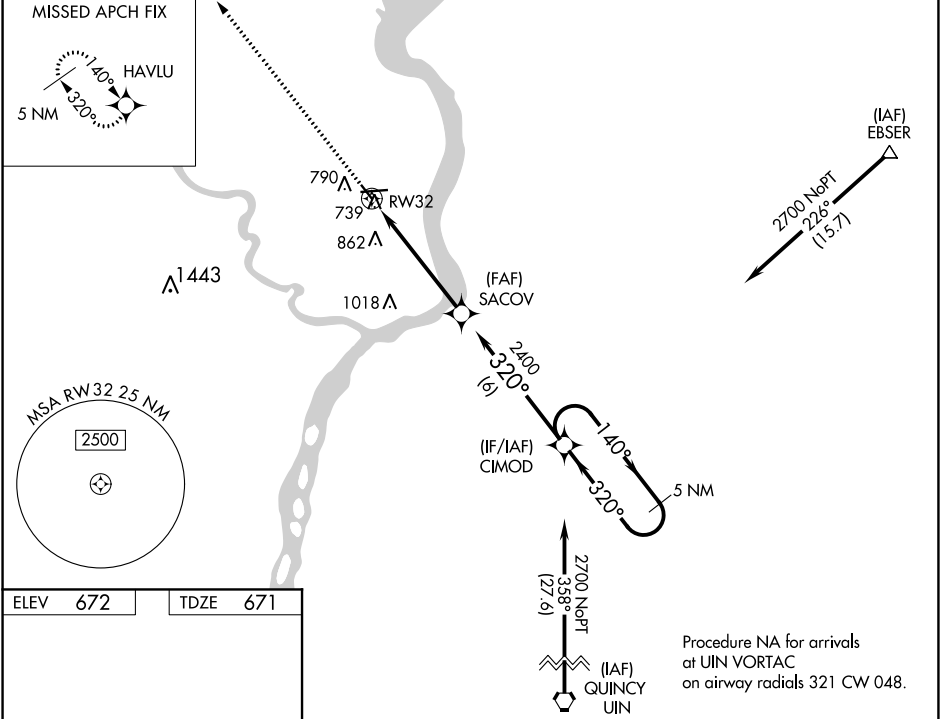 MISSED APCH FIX
140°
HAVLU
320°
5 NM
(IAF)
EBSER
2700 NoPT
226°
(15.7)
790
739
RW32
862
1443
1018
(FAF)
SACOV
2400
320°
(6)
MSA RW32 25 NM
2500
(IF/IAF)
CIMOD
140°
320°
5 NM
2700 NoPT
358°
(27.6)
ELEV 672
TDZE 671
(IAF)
QUINCY
UIN
Procedure NA for arrivals
at UIN VORTAC
on airway radials 321 CW 048.